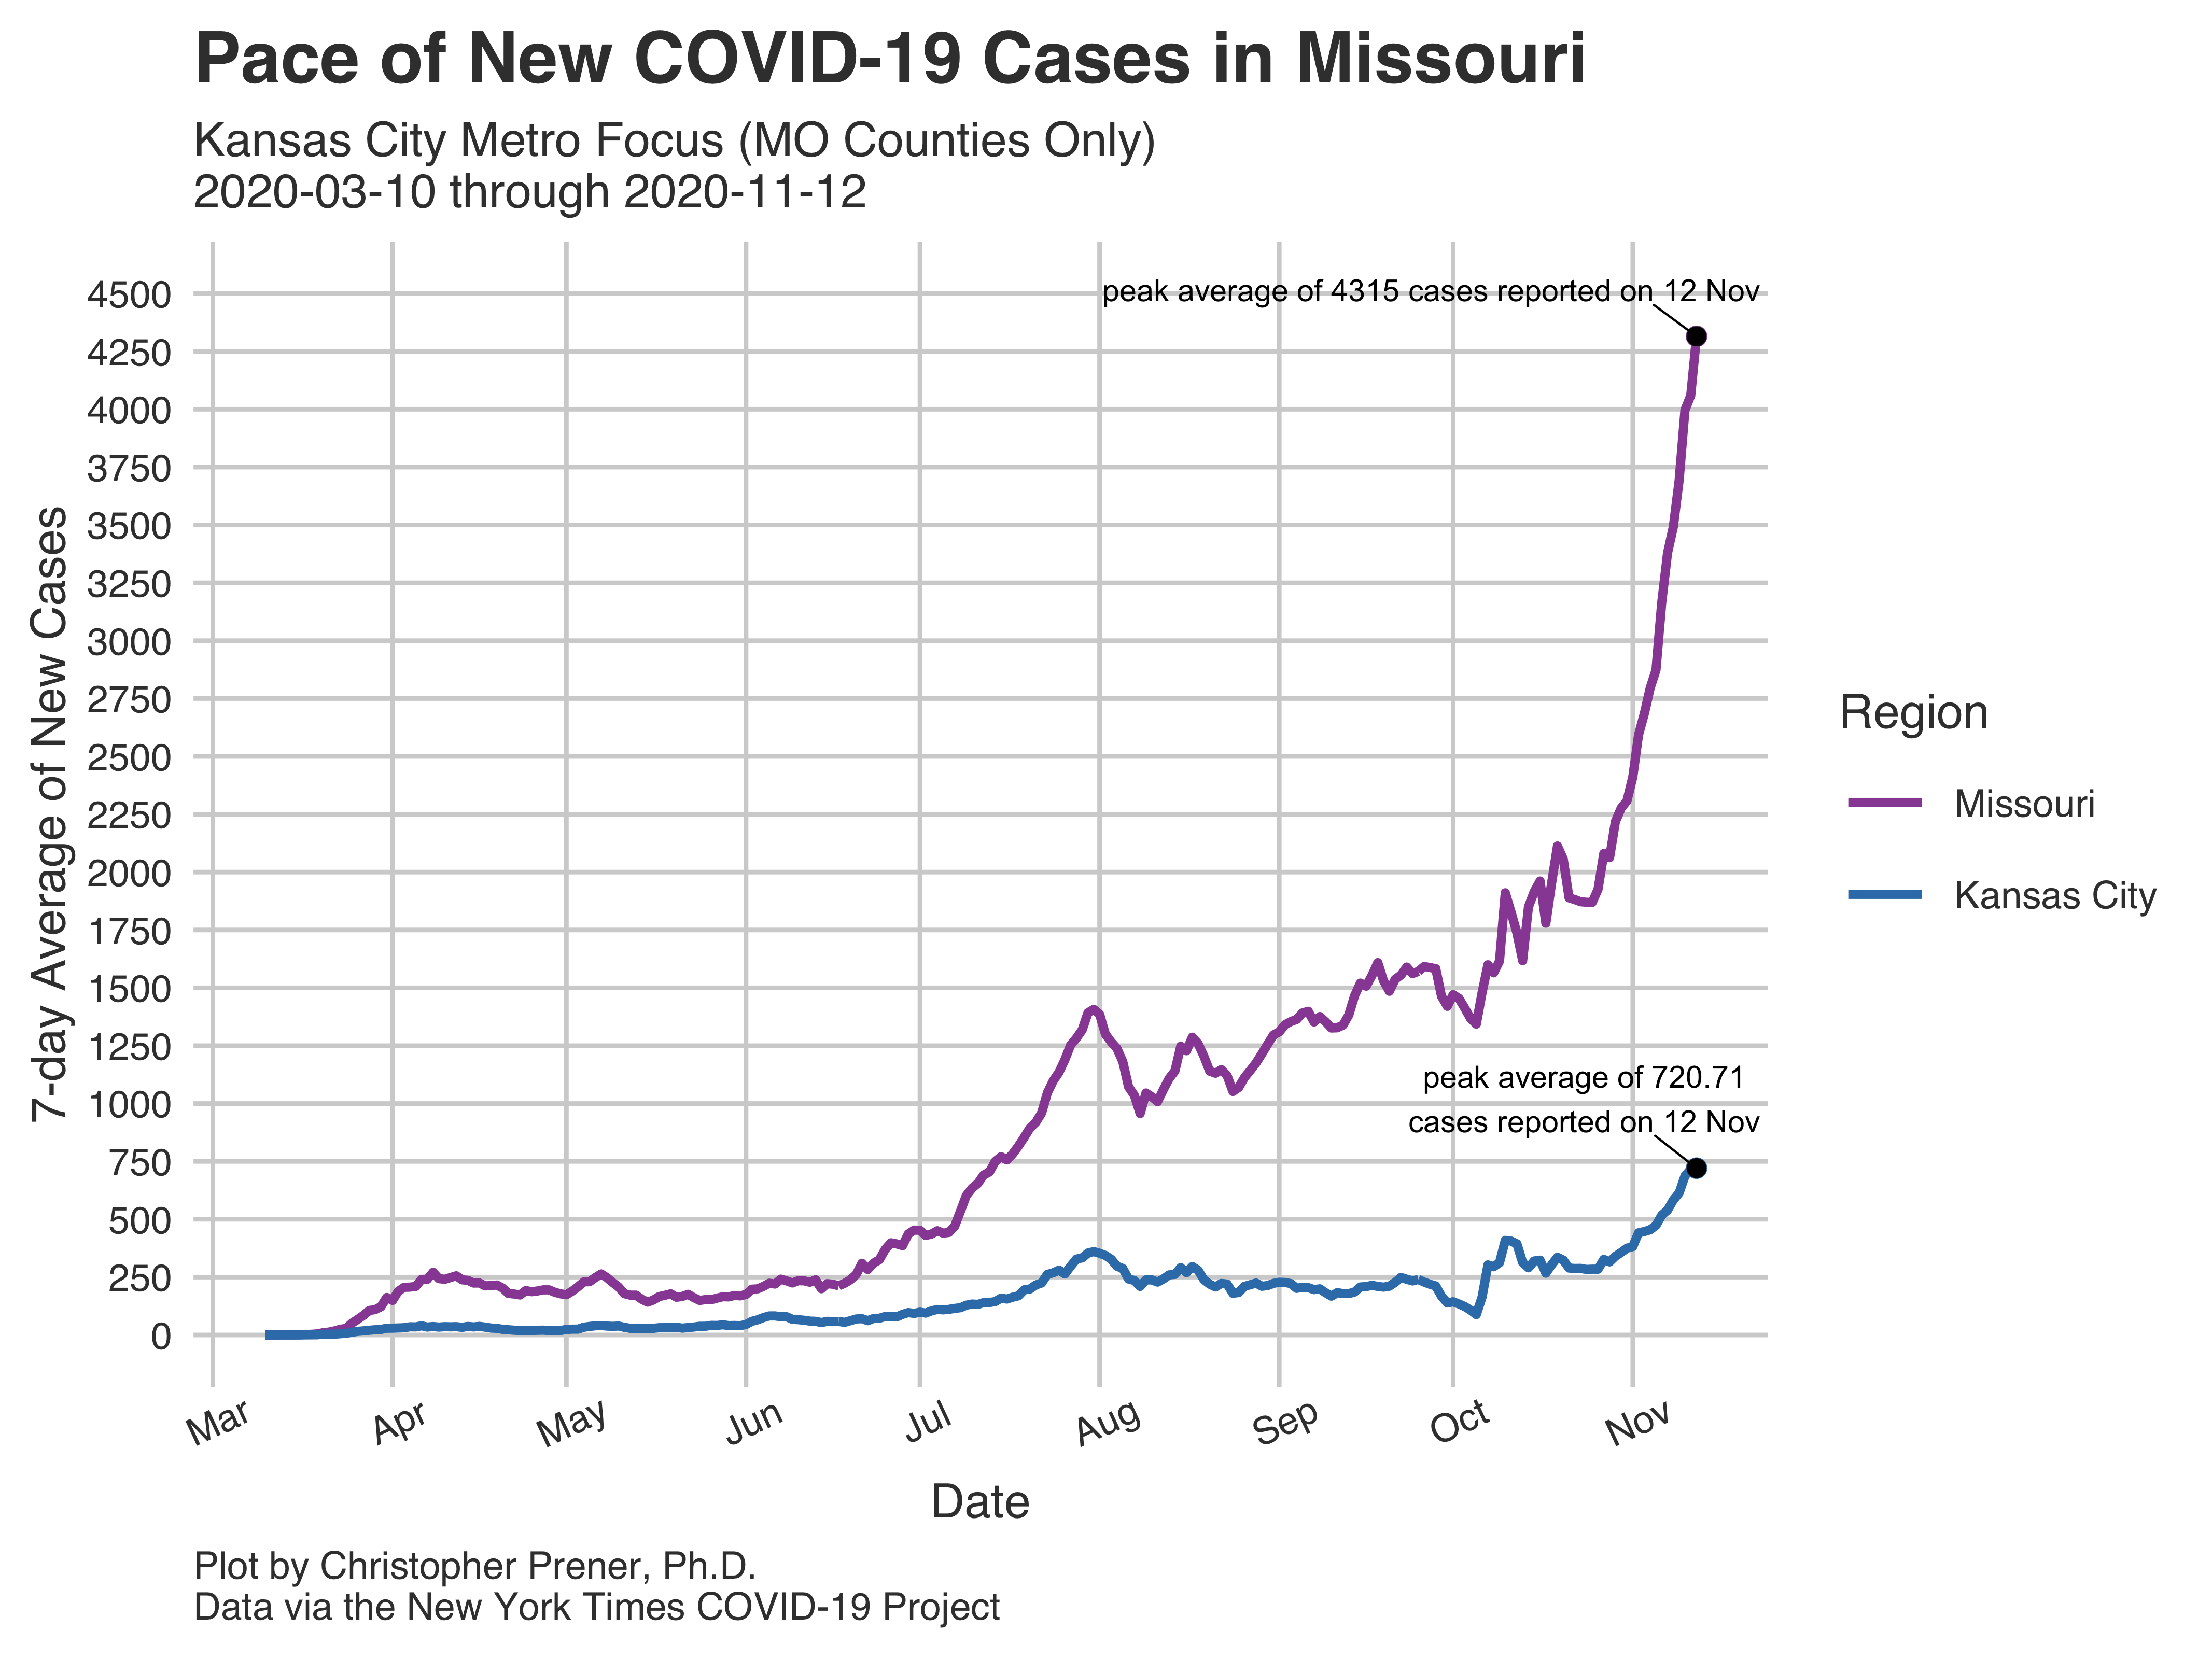 Pace of New COVID-19 Cases in Missouri
Kansas City Metro Focus (MO Counties Only)
2020-03-10 through 2020-11-12
7-day Average of New Cases
4500
4250
4000
3750
3500
3250
3000
2750
2500
2250
2000
1750
1500
1250
1000
750
500
250
0
peak average of 4315 cases reported on 12 Nov
peak average of 720.71
cases reported on 12 Nov
Region
Missouri
Kansas City
Mar Apr May Jun Jul Aug Sep Oct Nov
Date
Plot by Christopher Prener, Ph.D.
Data via the New York Times COVID-19 Project